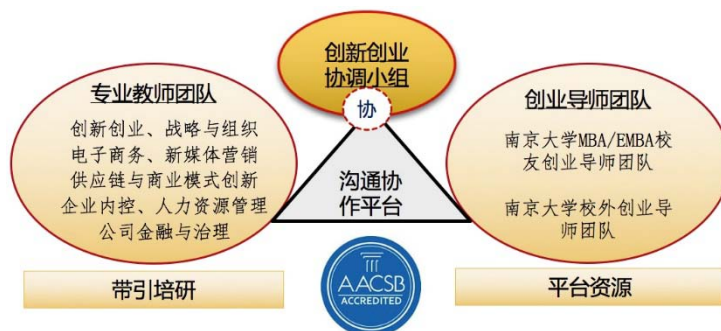 创新创业
协调小组
协
专业教师团队
创新创业、战略与组织
电子商务、新媒体营销
供应链与商业模式创新
企业内控、人力资源管理
公司金融与治理
沟通协
作平台
创业导师团队
南京大学MBA/EMBA校
友创业导师团队
南京大学校外创业导
师团队
带引培研
AACSB
ACCREDITED
平台资源